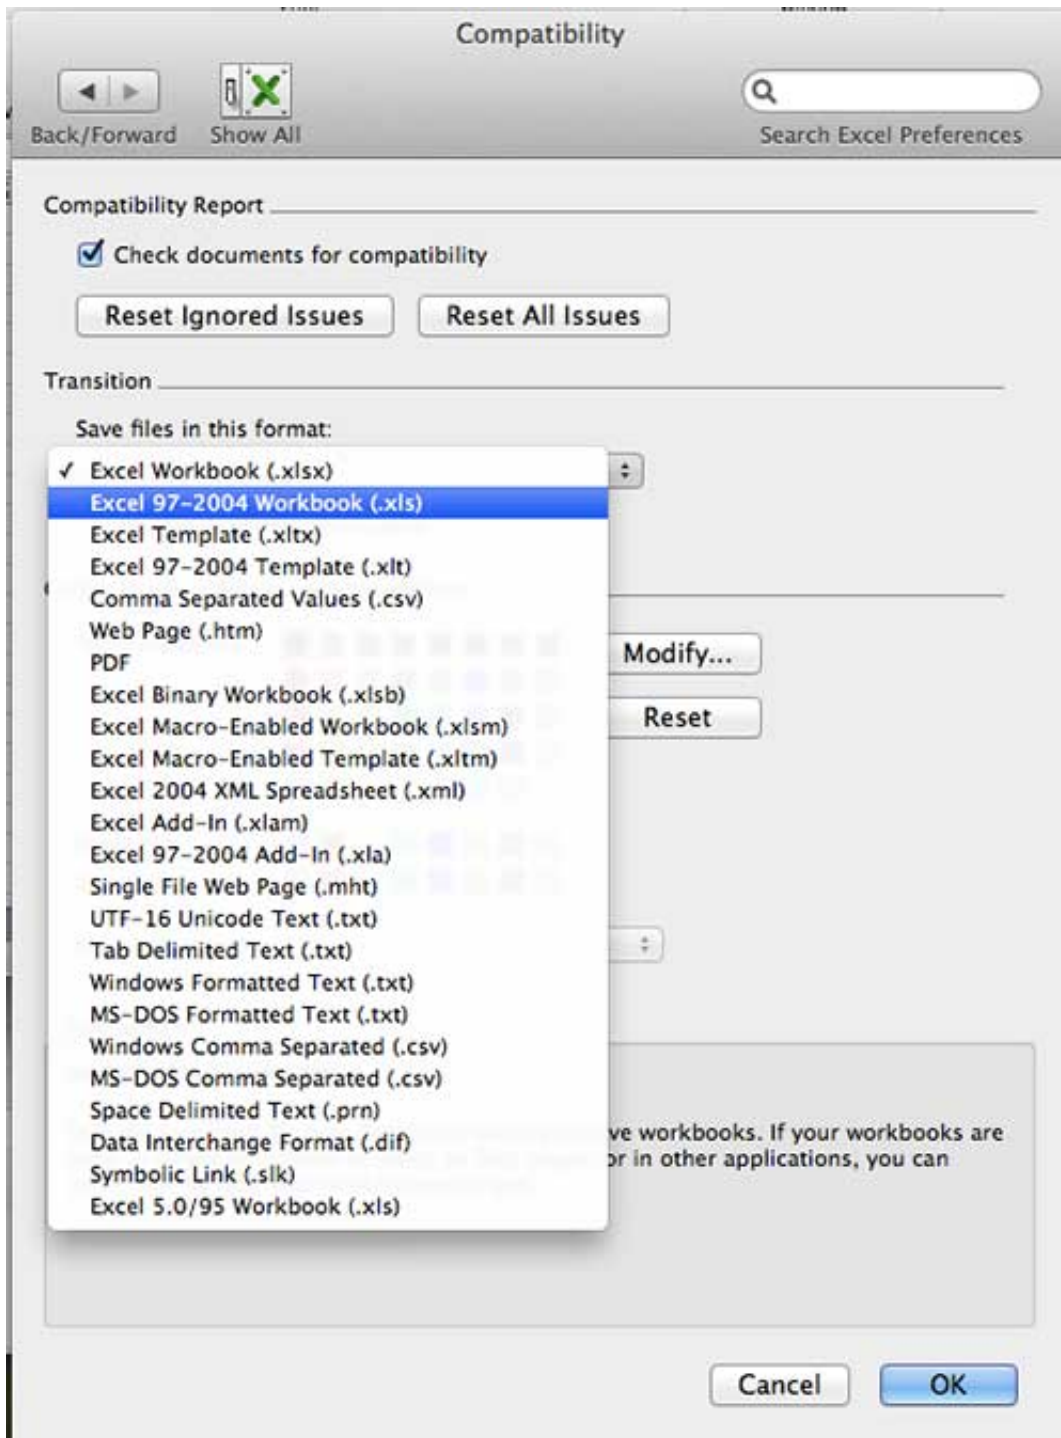 Compatibility
Back/Forward
Show All
Search Excel Preferences
Compatibility Report
Check documents for compatibility
Reset Ignored Issues
Reset All Issues
Transition
Save files in this format:
✓ Excel Workbook (.xlsx)
Excel 97-2004 Workbook (.xls)
Excel Template (.xltx)
Excel 97-2004 Template (.xlt)
Comma Separated Values (.csv)
Web Page (.htm)
PDF
Modify...
Excel Binary Workbook (.xlsb)
Excel Macro-Enabled Workbook (.xlsm)
Reset
Excel Macro-Enabled Template (.xltm)
Excel 2004 XML Spreadsheet (.xml)
Excel Add-In (.xlam)
Excel 97-2004 Add-In (.xla)
Single File Web Page (.mht)
UTF-16 Unicode Text (.txt)
Tab Delimited Text (.txt)
Windows Formatted Text (.txt)
MS-DOS Formatted Text (.txt)
Windows Comma Separated (.csv)
MS-DOS Comma Separated (.csv)
Space Delimited Text (.prn)
Data Interchange Format (.dif)
Symbolic Link (.slk)
Excel 5.0/95 Workbook (.xls)
ve workbooks. If your workbooks are
or in other applications, you can
Cancel
OK